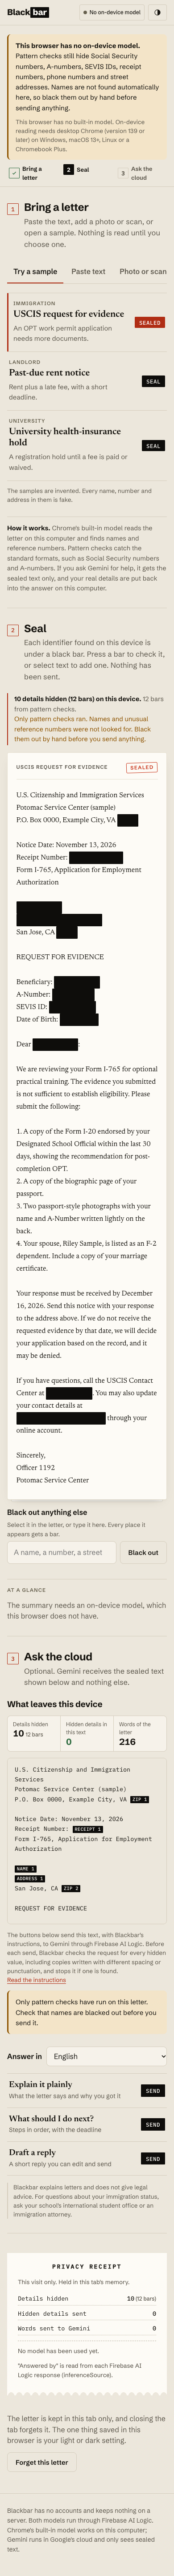 Blackbar
No on-device model
This browser has no on-device model.
Pattern checks still hide Social Security
numbers, A-numbers, SEVIS IDs, receipt
numbers, phone numbers and street
addresses. Names are not found automatically
here, so black them out by hand before
sending anything.
This browser has no built-in model. On-device
reading needs desktop Chrome (version 139 or
later) on Windows, macOS 13+, Linux or a
Chromebook Plus.
Bring a
letter
2 Seal
3 Ask the
cloud
1 Bring a letter
Paste the text, add a photo or scan, or
open a sample. Nothing is read until you
choose one.
Try a sample
Paste text
Photo or scan
IMMIGRATION
USCIS request for evidence
An OPT work permit application
needs more documents.
SEALED
LANDLORD
Past-due rent notice
Rent plus a late fee, with a short
deadline.
SEAL
UNIVERSITY
University health-insurance
hold
A registration hold until a fee is paid or
waived.
SEAL
The samples are invented. Every name, number and
address in them is fake.
How it works. Chrome's built-in model reads the
letter on this computer and finds names and
reference numbers. Pattern checks catch the
standard formats, such as Social Security numbers
and A-numbers. If you ask Gemini for help, it gets the
sealed text only, and your real details are put back
into the answer on this computer.
2 Seal
Each identifier found on this device is
under a black bar. Press a bar to check it,
or select text to add one. Nothing has
been sent.
10 details hidden (12 bars) on this device. 12 bars
from pattern checks.
Only pattern checks ran. Names and unusual
reference numbers were not looked for. Black
them out by hand before you send anything.
USCIS REQUEST FOR EVIDENCE
SEALED
U.S. Citizenship and Immigration Services
Potomac Service Center (sample)
P.O. Box 0000, Example City, VA
Notice Date: November 13, 2026
Receipt Number:
Form I-765, Application for Employment
Authorization
San Jose, CA
REQUEST FOR EVIDENCE
Beneficiary:
A-Number:
SEVIS ID:
Date of Birth:
Dear :
We are reviewing your Form I-765 for optional
practical training. The evidence you submitted
is not sufficient to establish eligibility. Please
submit the following:
1. A copy of the Form I-20 endorsed by your
Designated School Official within the last 30
days, showing the recommendation for post-
completion OPT.
2. A copy of the biographic page of your
passport.
3. Two passport-style photographs with your
name and A-Number written lightly on the
back.
4. Your spouse, Riley Sample, is listed as an F-2
dependent. Include a copy of your marriage
certificate.
Your response must be received by December
16, 2026. Send this notice with your response
to the address above. If we do not receive the
requested evidence by that date, we will decide
your application based on the record, and it
may be denied.
If you have questions, call the USCIS Contact
Center at . You may also update
your contact details at
through your
online account.
Sincerely,
Officer 1192
Potomac Service Center
Black out anything else
Select it in the letter, or type it here. Every place it
appears gets a bar.
A name, a number, a street
Black out
AT A GLANCE
The summary needs an on-device model, which
this browser does not have.
3 Ask the cloud
Optional. Gemini receives the sealed text
shown below and nothing else.
What leaves this device
Details hidden
10 12 bars
Hidden details in
this text
0
Words of the
letter
216
U.S. Citizenship and Immigration
Services
Potomac Service Center (sample)
P.O. Box 0000, Example City, VA ZIP 1
Notice Date: November 13, 2026
Receipt Number: RECEIPT 1
Form I-765, Application for Employment
Authorization
NAME 1
ADDRESS 1
San Jose, CA ZIP 2
REQUEST FOR EVIDENCE
The buttons below send this text, with Blackbar's
instructions, to Gemini through Firebase AI Logic. Before
each send, Blackbar checks the request for every hidden
value, including copies written with different spacing or
punctuation, and stops it if one is found.
Read the instructions
Only pattern checks have run on this letter.
Check that names are blacked out before you
send it.
Answer in
English
Explain it plainly
What the letter says and why you got it
SEND
What should I do next?
Steps in order, with the deadline
SEND
Draft a reply
A short reply you can edit and send
SEND
Blackbar explains letters and does not give legal
advice. For questions about your immigration status,
ask your school's international student office or an
immigration attorney.
PRIVACY RECEIPT
This visit only. Held in this tab's memory.
Details hidden 10 (12 bars)
Hidden details sent 0
Words sent to Gemini 0
No model has been used yet.
"Answered by" is read from each Firebase AI
Logic response (inferenceSource).
The letter is kept in this tab only, and closing the
tab forgets it. The one thing saved in this
browser is your light or dark setting.
Forget this letter
Blackbar has no accounts and keeps nothing on a
server. Both models run through Firebase AI Logic.
Chrome's built-in model works on this computer;
Gemini runs in Google's cloud and only sees sealed
text.